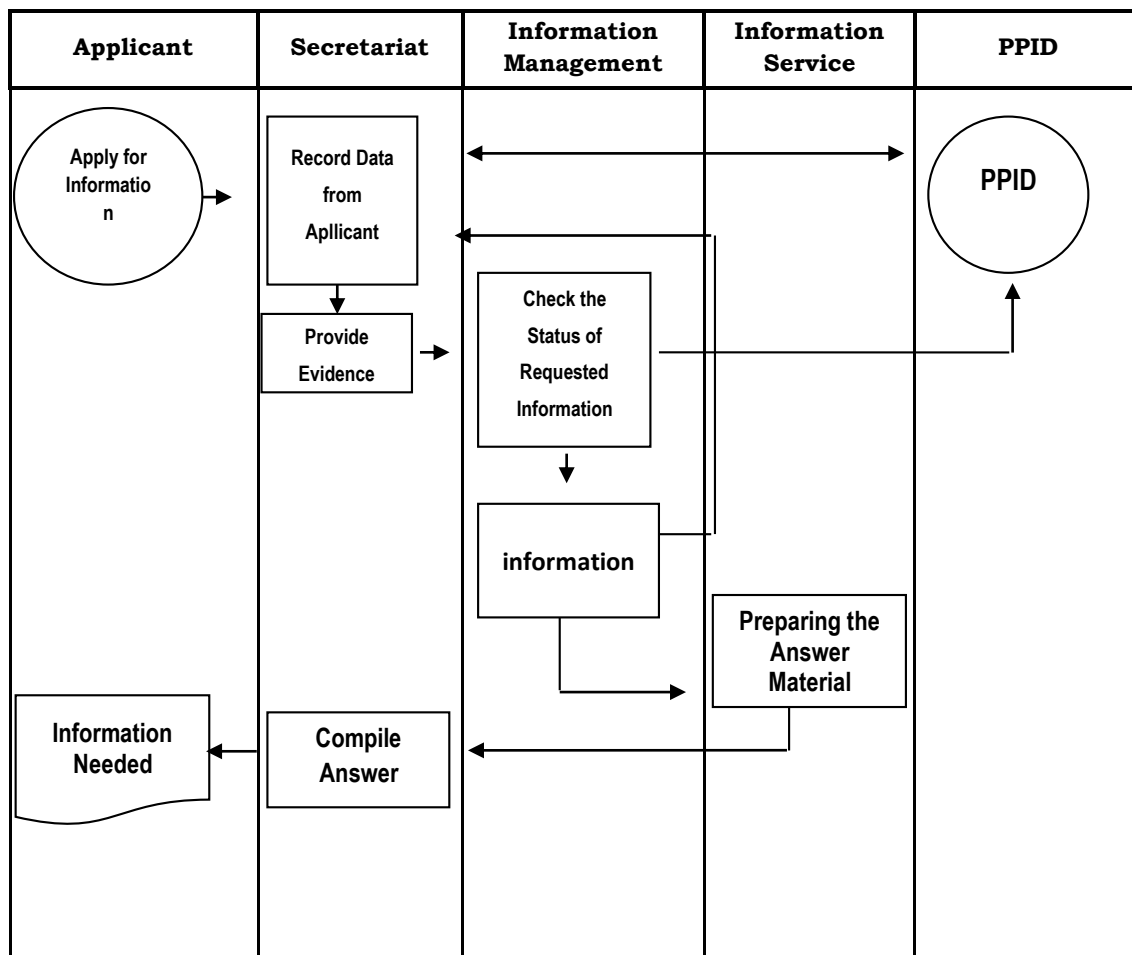 Applicant
Secretariat
Information
Management
Information
Service
PPID
Apply for
Informatio
n
Record Data
from
Apllicant
PPID
Provide
Evidence
Check the
Status of
Requested
Information
information
Preparing the
Answer
Material
Information
Needed
Compile
Answer